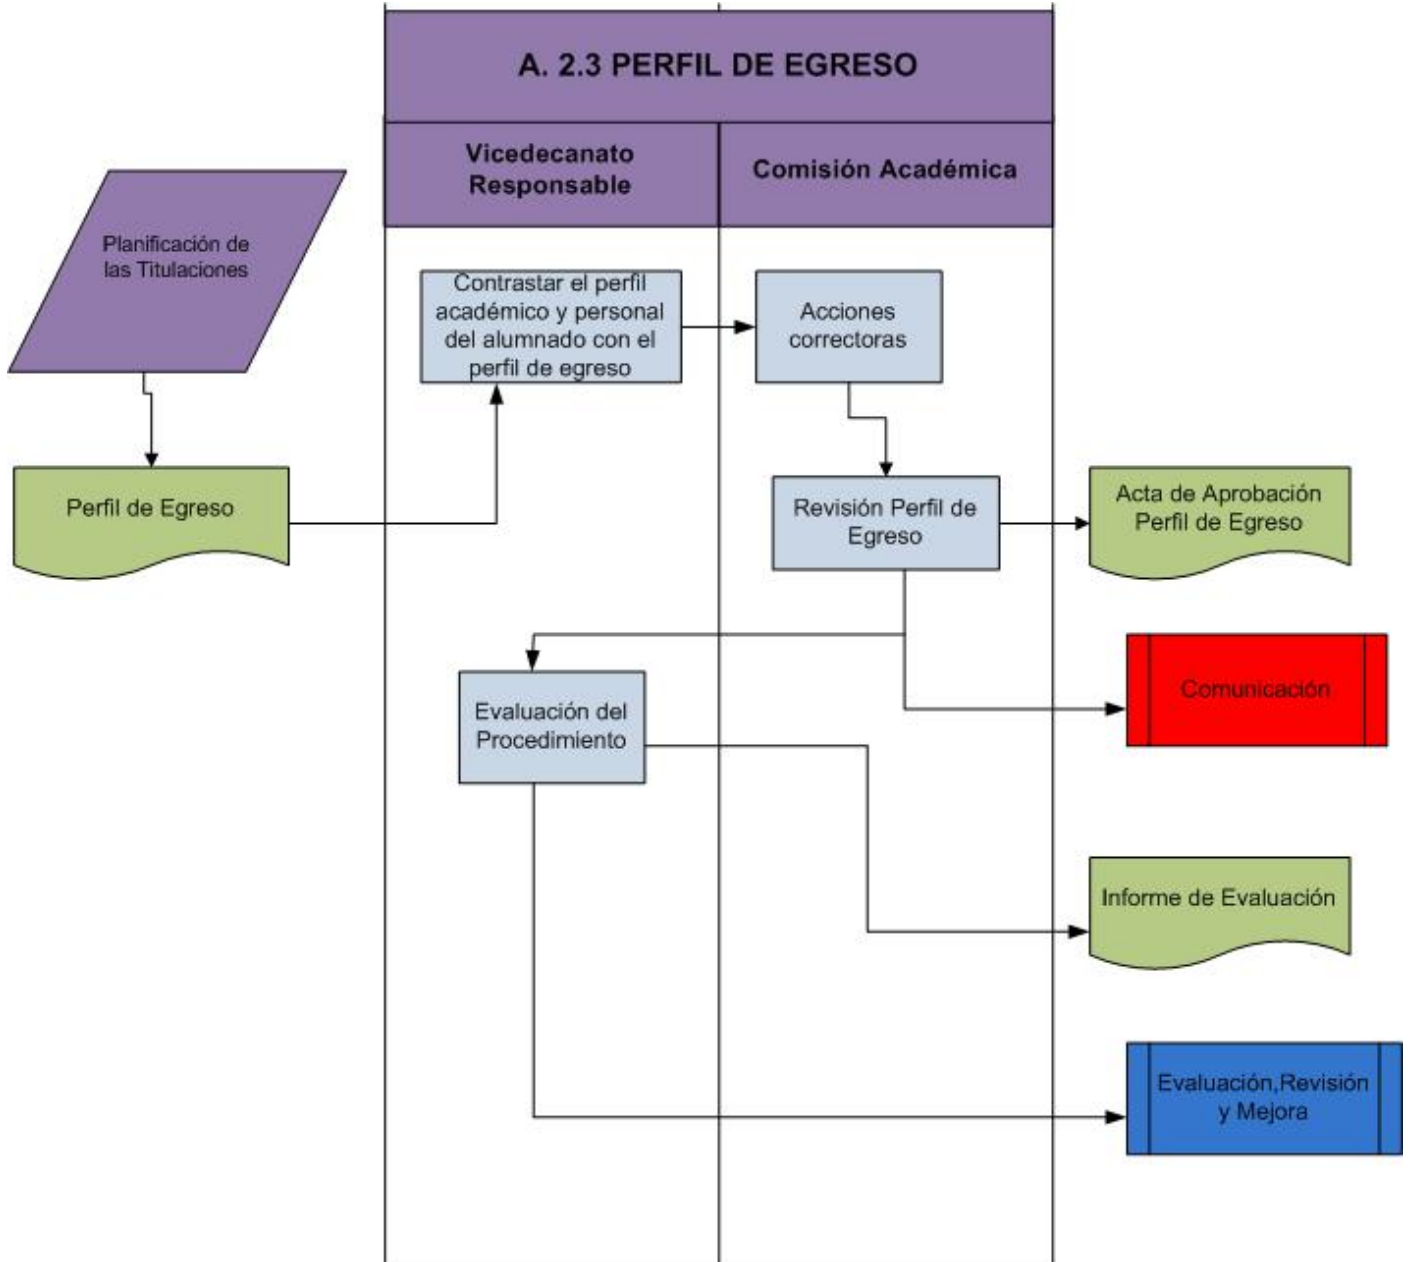 A. 2.3 PERFIL DE EGRESO
Vicedecanato
Responsable
Comisión Académica
Planificación de
las Titulaciones
Contrastar el perfil
académico y personal
del alumnado con el
perfil de egreso
Acciones
correctoras
Perfil de Egreso
Revisión Perfil de
Egreso
Acta de Aprobación
Perfil de Egreso
Evaluación del
Procedimiento
Comunicación
Informe de Evaluación
Evaluación,Revisión
y Mejora